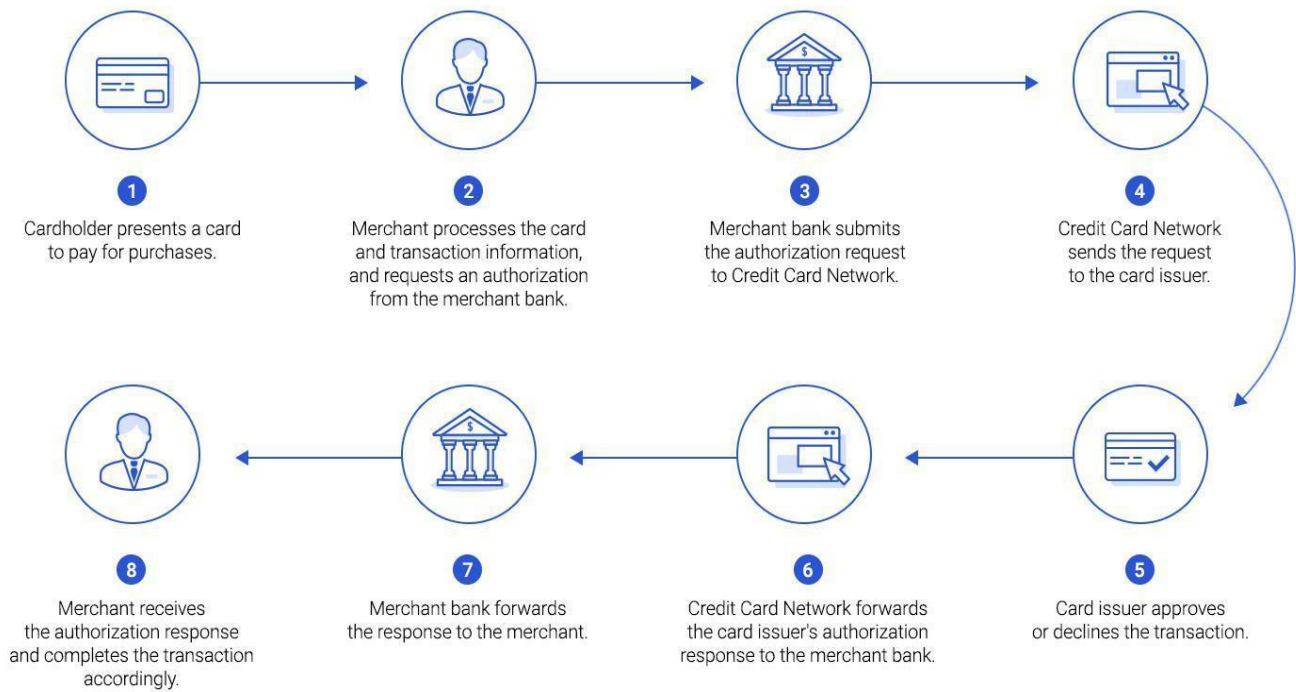 1
Cardholder presents a card
to pay for purchases.
2
Merchant processes the card
and transaction information,
and requests an authorization
from the merchant bank.
$
3
Merchant bank submits
the authorization request
to Credit Card Network.
4
Credit Card Network
sends the request
to the card issuer.
5
Card issuer approves
or declines the transaction.
6
Credit Card Network forwards
the card issuer's authorization
response to the merchant bank.
$
7
Merchant bank forwards
the response to the merchant.
8
Merchant receives
the authorization response
and completes the transaction
accordingly.